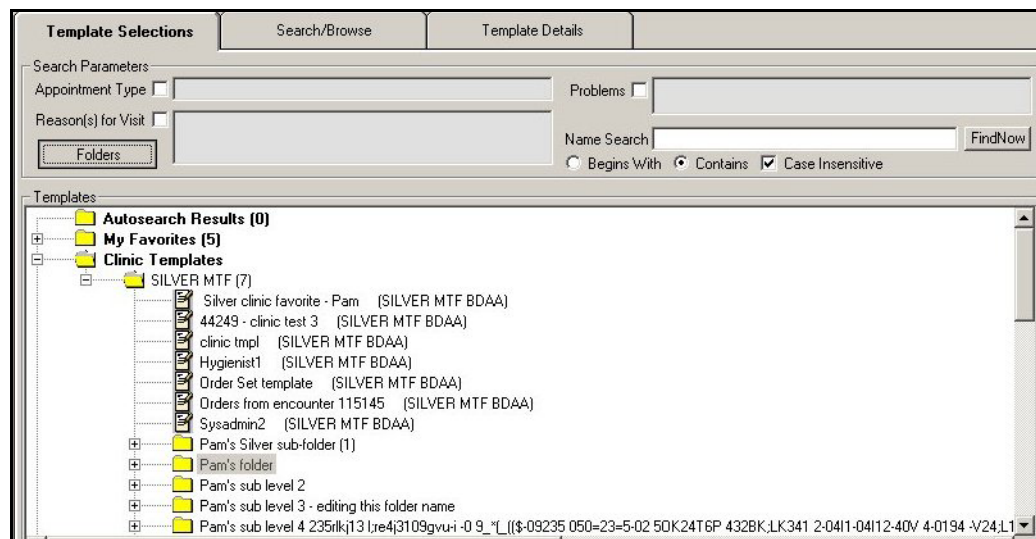 Template Selections Search/Browse Template Details
Search Parameters
Appointment Type Problems
Reason(s) for Visit
Name Search FindNow
Folders Begins With Contains Case Insensitive
Templates
Autosearch Results (0)
My Favorites (5)
Clinic Templates
SILVER MTF (7)
Silver clinic favorite - Pam (SILVER MTF BDAA)
44249 - clinic test 3 (SILVER MTF BDAA)
clinic tmpl (SILVER MTF BDAA)
Hygienist1 (SILVER MTF BDAA)
Order Set template (SILVER MTF BDAA)
Orders from encounter 115145 (SILVER MTF BDAA)
Sysadmin2 (SILVER MTF BDAA)
Pam's Silver sub-folder (1)
Pam's folder
Pam's sub level 2
Pam's sub level 3 - editing this folder name
Pam's sub level 4